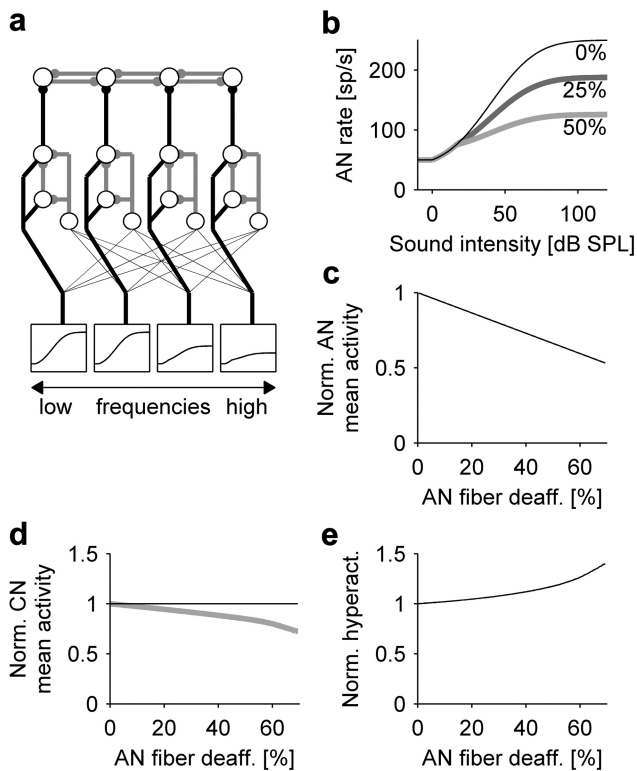 a
low frequencies high
b
AN rate [sp/s]
200
100
0
0%
25%
50%
0 50 100
Sound intensity [dB SPL]
c
Norm. AN
mean activity
1
0.5
0
0 20 40 60
AN fiber deaff. [%]
d
Norm. CN
mean activity
1.5
1
0.5
0
0 20 40 60
AN fiber deaff. [%]
e
Norm. hyperact.
1.5
1
0.5
0
0 20 40 60
AN fiber deaff. [%]